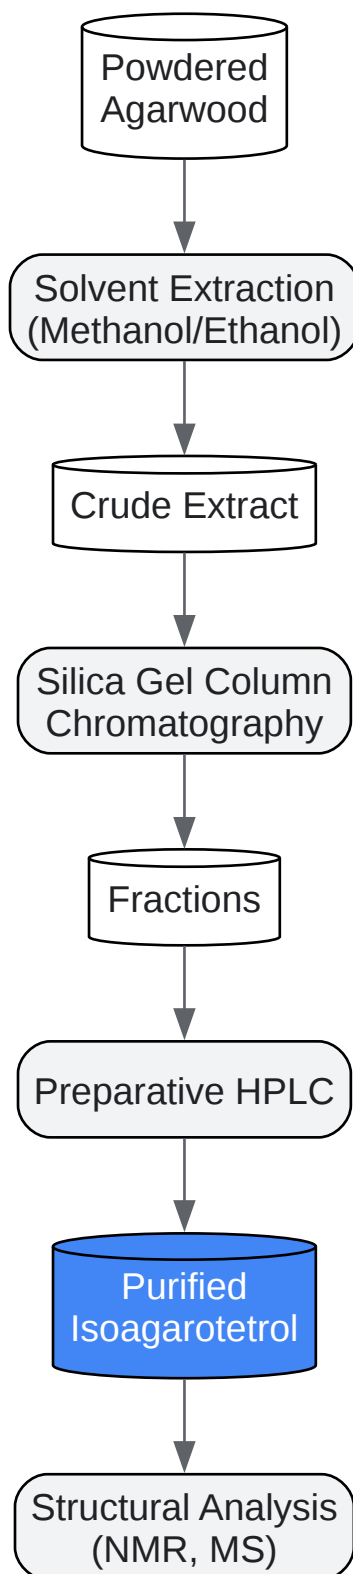 Powdered
Agarwood
Solvent Extraction
(Methanol/Ethanol)
Crude Extract
Silica Gel Column
Chromatography
Fractions
Preparative HPLC
Purified
Isoagarotetrol
Structural Analysis
(NMR, MS)